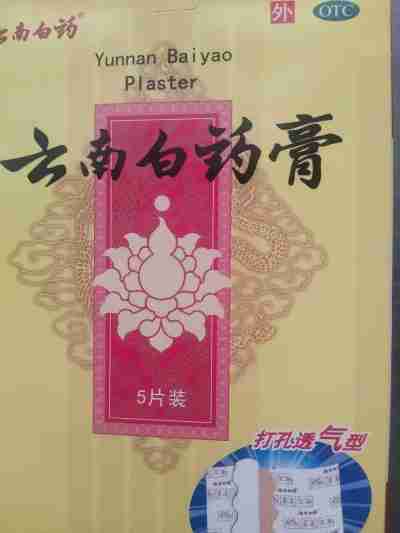 云南白药®
外
OTC
Yunnan Baiyao
Plaster
云南白药膏
5片装
打孔透气型